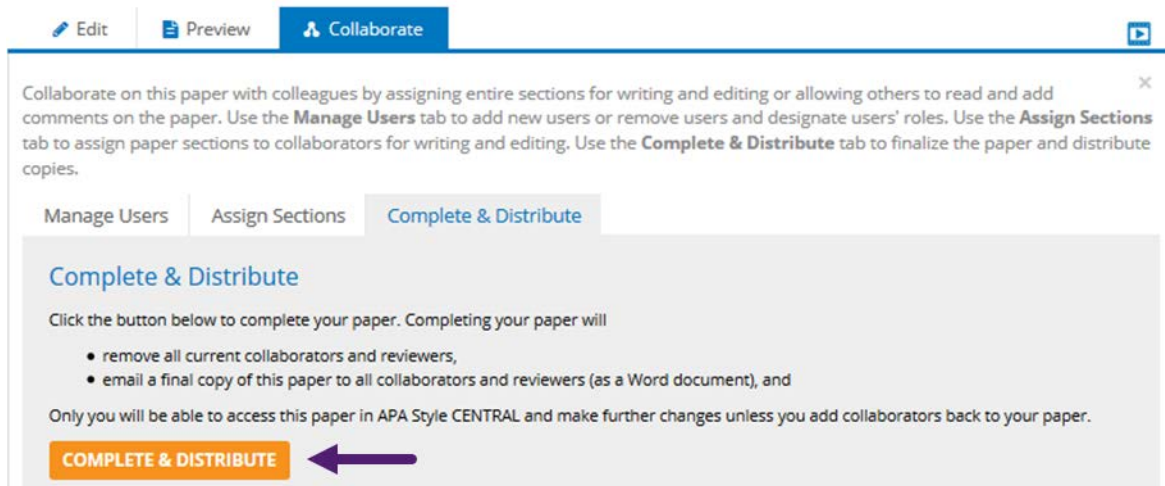 Edit Preview Collaborate
Collaborate on this paper with colleagues by assigning entire sections for writing and editing or allowing others to read and add
comments on the paper. Use the Manage Users tab to add new users or remove users and designate users' roles. Use the Assign Sections
tab to assign paper sections to collaborators for writing and editing. Use the Complete & Distribute tab to finalize the paper and distribute
copies.
Manage Users Assign Sections Complete & Distribute
Complete & Distribute
Click the button below to complete your paper. Completing your paper will
• remove all current collaborators and reviewers,
• email a final copy of this paper to all collaborators and reviewers (as a Word document), and
Only you will be able to access this paper in APA Style CENTRAL and make further changes unless you add collaborators back to your paper.
COMPLETE & DISTRIBUTE